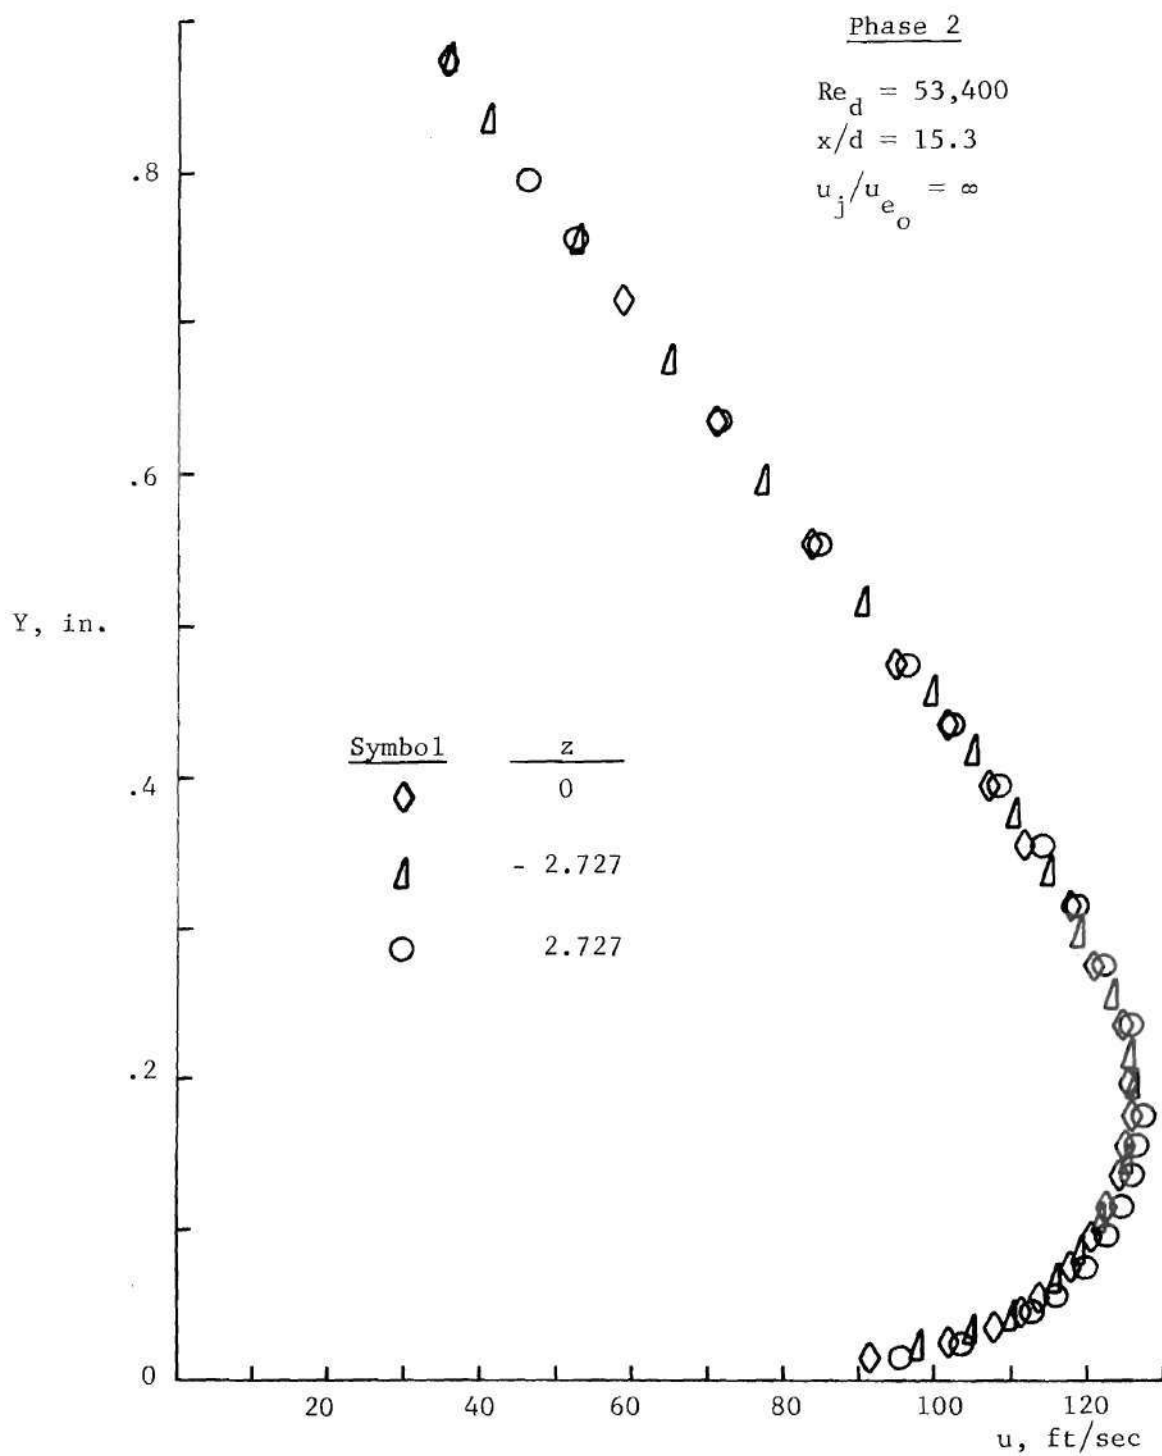 Phase 2
Re_d = 53,400
x/d = 15.3
u_j/u_e_o = ∞
.8
.6
Y, in.
Symbol z
0
.4
- 2.727
2.727
.2
0
20 40 60 80 100 120
u, ft/sec